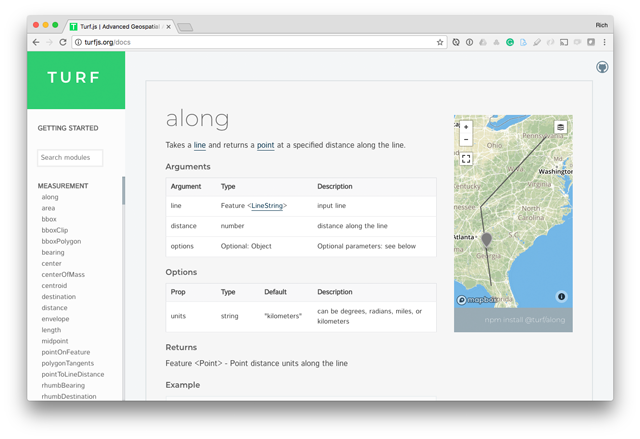 Turf.js | Advanced Geospatial
Rich
turfjs.org/docs
TURF
GETTING STARTED
Search modules
MEASUREMENT
along
area
bbox
bboxClip
bboxPolygon
bearing
center
centerOfMass
centroid
destination
distance
envelope
length
midpoint
pointOnFeature
polygonTangents
pointToLineDistance
rhumbBearing
rhumbDestination
along
Takes a line and returns a point at a specified distance along the line.
Arguments
Argument Type Description
line Feature <LineString> input line
distance number distance along the line
options Optional: Object Optional parameters: see below
Options
Prop Type Default Description
units string "kilometers" can be degrees, radians, miles, or
kilometers
Returns
Feature <Point> - Point distance units along the line
Example
+
−
Ohio
Pennsylvania
Washington
Virginia
North
Carolina
Atlanta
Georgia
mapbox
npm install @turf/along